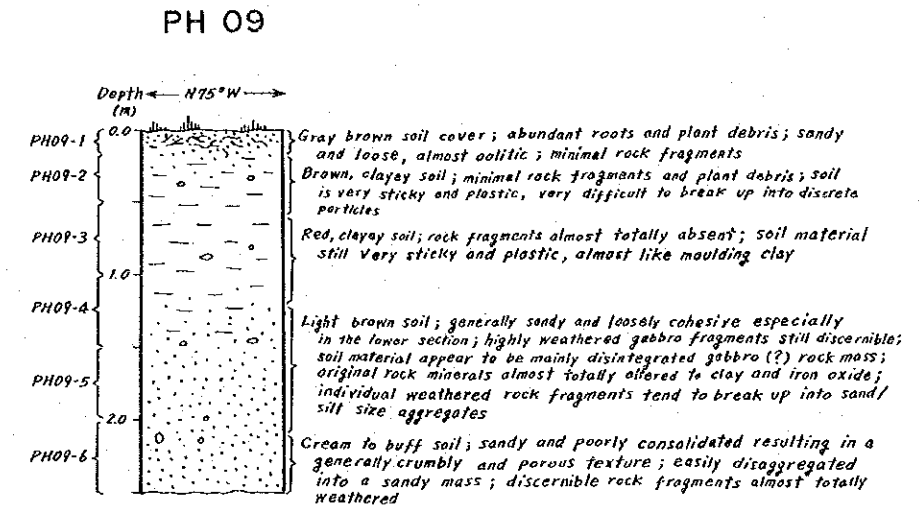 PH 09
Depth ← N75°W →
(m)
0.0
PH09-1
PH09-2
PH09-3
1.0
PH09-4
PH09-5
2.0
PH09-6
Gray brown soil cover; abundant roots and plant debris; sandy
and loose, almost oolitic; minimal rock fragments
Brown, clayey soil; minimal rock fragments and plant debris; soil
is very sticky and plastic, very difficult to break up into discrete
particles
Red, clayey soil; rock fragments almost totally absent; soil material
still very sticky and plastic, almost like moulding clay
Light brown soil; generally sandy and loosely cohesive especially
in the lower section; highly weathered gabbro fragments still discernible;
soil material appear to be mainly disintegrated gabbro (?) rock mass;
original rock minerals almost totally altered to clay and iron oxide;
individual weathered rock fragments tend to break up into sand/
silt size aggregates
Cream to buff soil; sandy and poorly consolidated resulting in a
generally crumbly and porous texture; easily disaggregated
into a sandy mass; discernible rock fragments almost totally
weathered